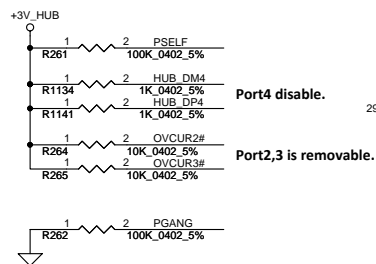 +3V_HUB
1 2 PSELF
R261 100K_0402_5%
1 2 HUB_DM4
R1134 1K_0402_5%
Port4 disable.
1 2 HUB_DP4
R1141 1K_0402_5%
29
1 2 OVCUR2#
R264 10K_0402_5%
Port2,3 is removable.
1 2 OVCUR3#
R265 10K_0402_5%
1 2 PGANG
R262 100K_0402_5%